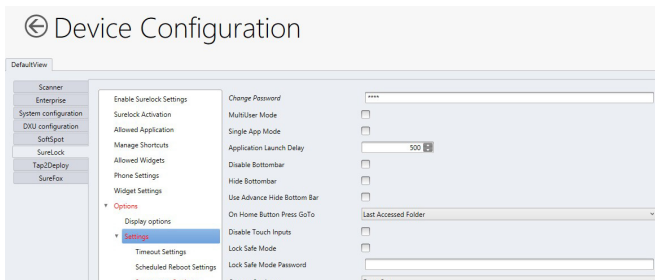 Device Configuration
DefaultView
Scanner
Enterprise
System configuration
DXU configuration
SoftSpot
SureLock
Tap2Deploy
SureFox
Enable Surelock Settings
Surelock Activation
Allowed Application
Manage Shortcuts
Allowed Widgets
Phone Settings
Widget Settings
Options
Display options
Settings
Timeout Settings
Scheduled Reboot Settings
Change Password ****
MultiUser Mode
Single App Mode
Application Launch Delay 500
Disable Bottombar
Hide Bottombar
Use Advance Hide Bottom Bar
On Home Button Press GoTo Last Accessed Folder
Disable Touch Inputs
Lock Safe Mode
Lock Safe Mode Password